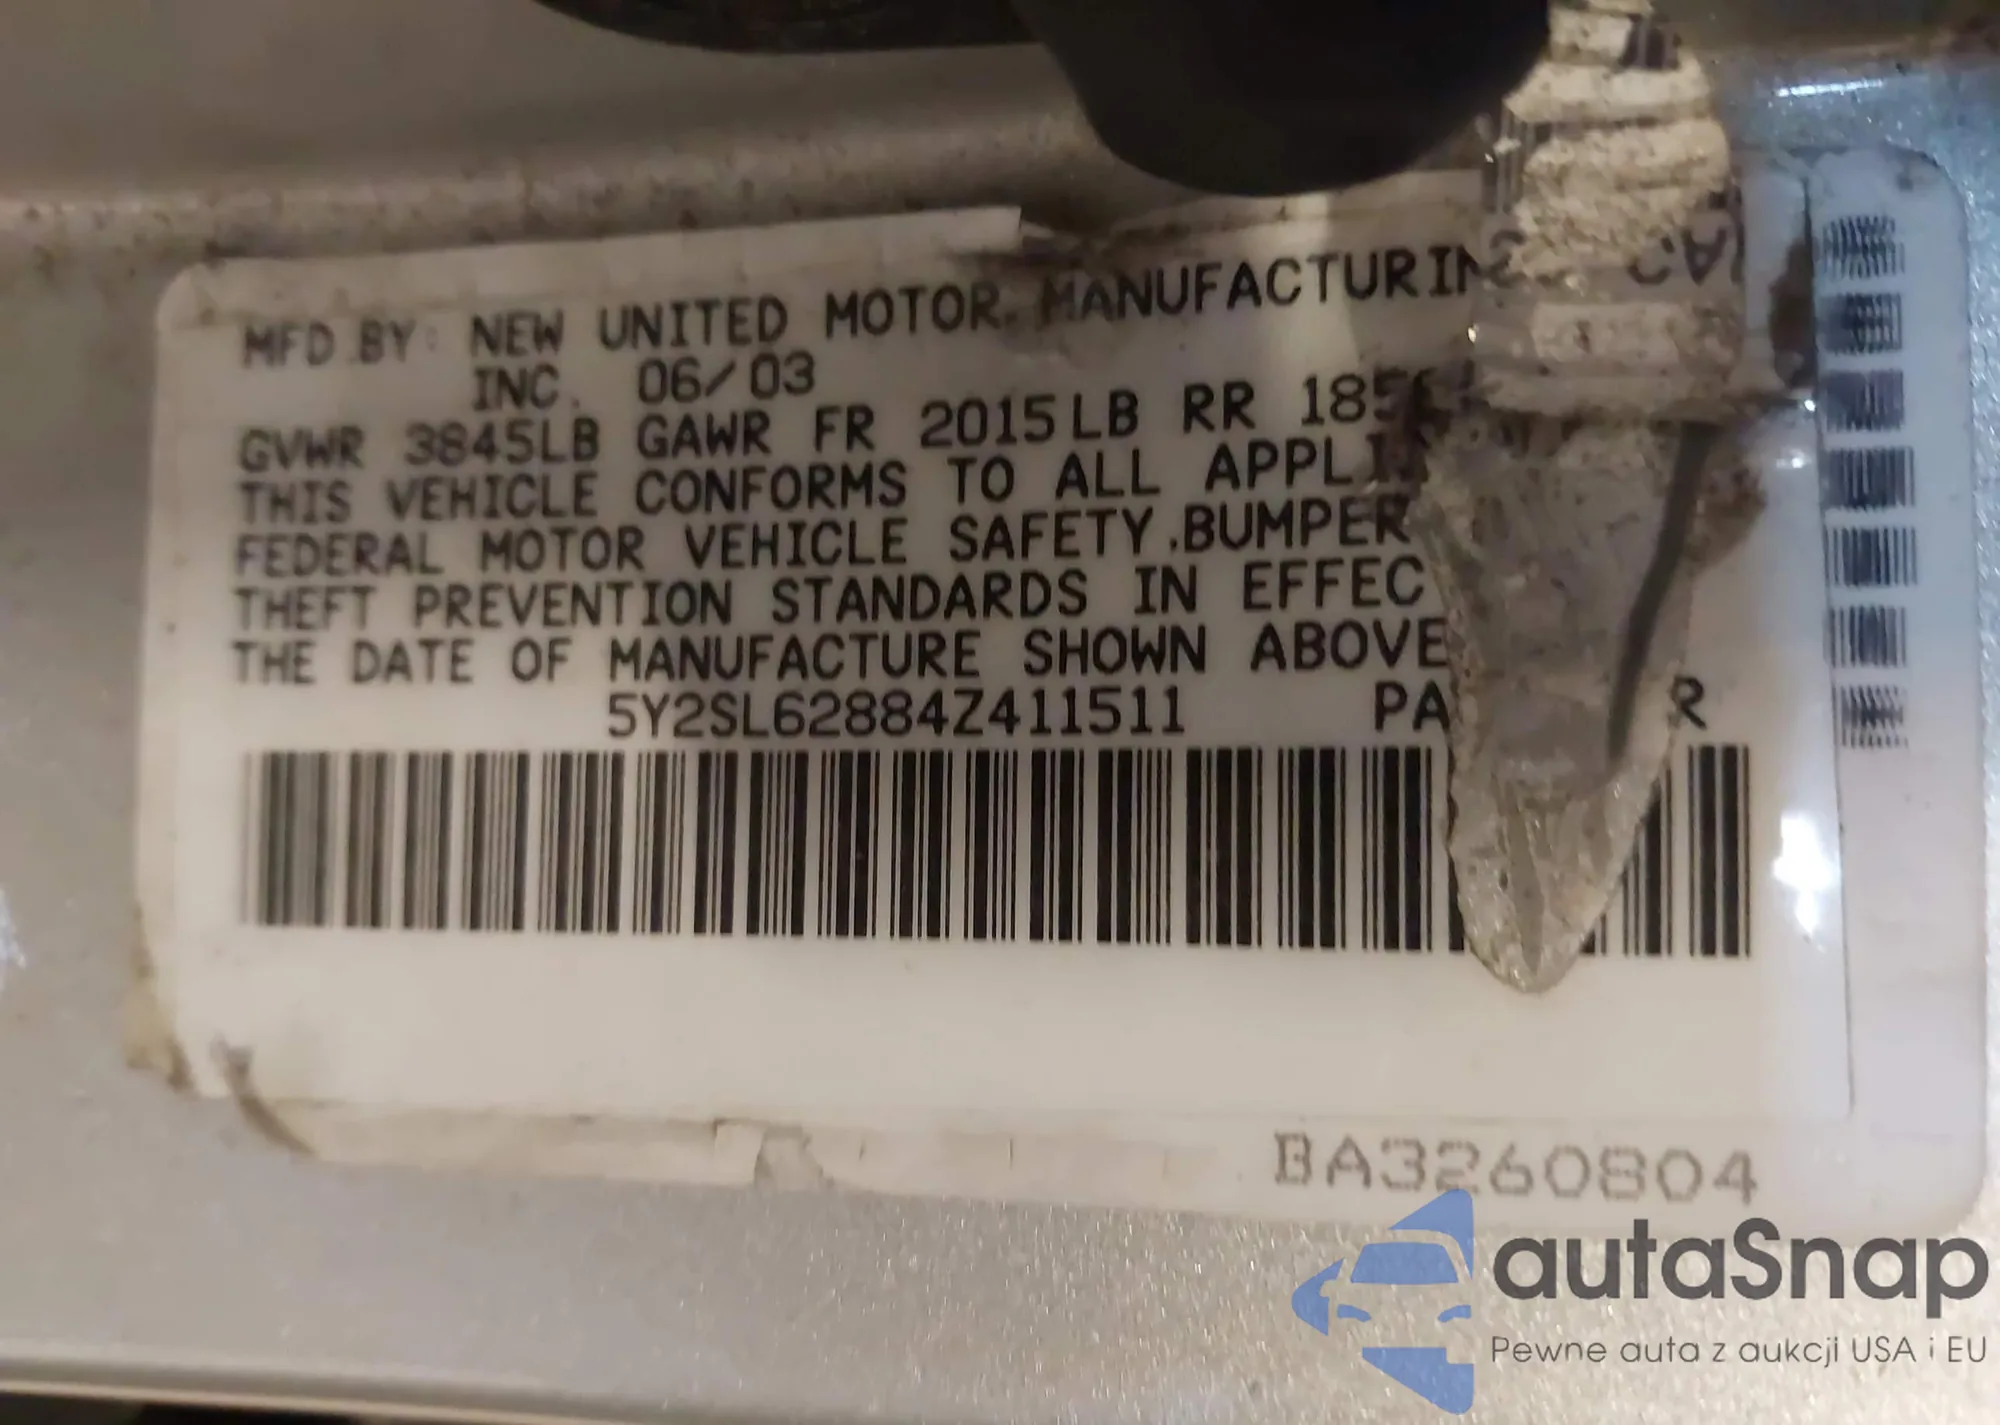 MFD.BY: NEW UNITED MOTOR MANUFACTURIN
INC. 06/03
GVWR 3845LB GAWR FR 2015LB RR 185
THIS VEHICLE CONFORMS TO ALL APPLI
FEDERAL MOTOR VEHICLE SAFETY.BUMPER
THEFT PREVENTION STANDARDS IN EFFEC
THE DATE OF MANUFACTURE SHOWN ABOVE
5Y2SL62884Z411511 PA R
BA3260804
autaSnap
Pewne auta z aukcji USA i EU